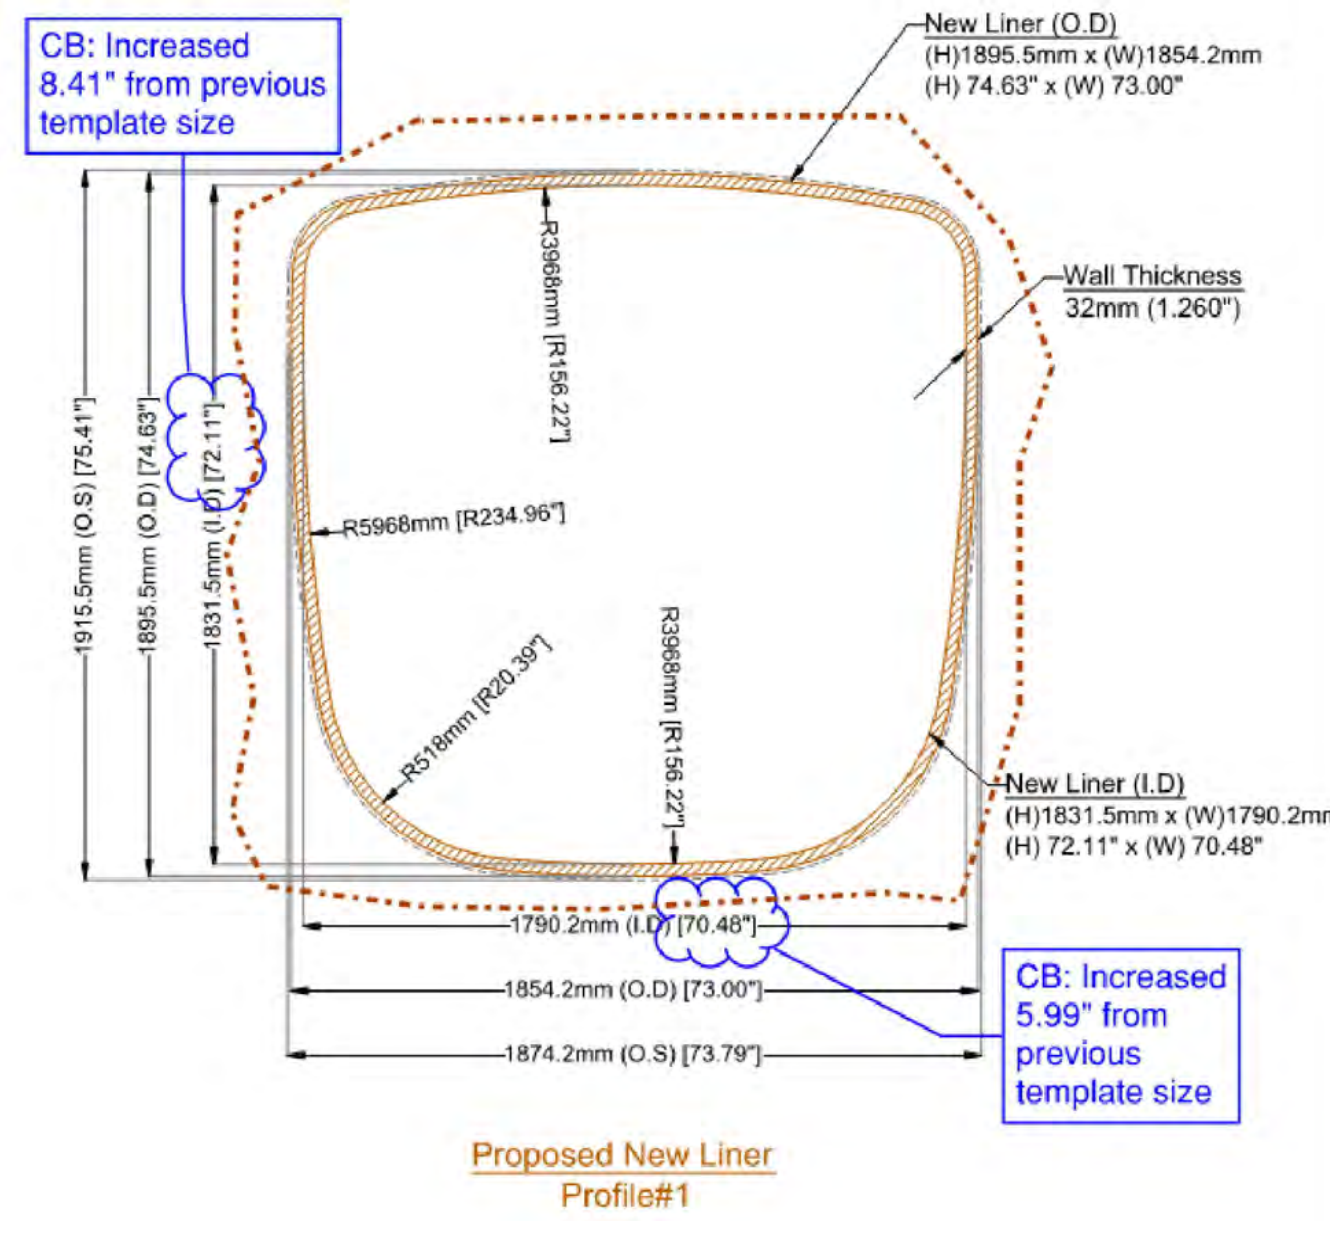 CB: Increased
8.41" from previous
template size
New Liner (O.D)
(H)1895.5mm x (W)1854.2mm
(H) 74.63" x (W) 73.00"
Wall Thickness
32mm (1.260")
1915.5mm (O.S) [75.41"]
1895.5mm (O.D) [74.63"]
1831.5mm (I.D) [72.11"]
R3968mm [R156.22"]
R5968mm [R234.96"]
R518mm [R20.39"]
R3968mm [R156.22"]
New Liner (I.D)
(H)1831.5mm x (W)1790.2mm
(H) 72.11" x (W) 70.48"
1790.2mm (I.D) [70.48"]
1854.2mm (O.D) [73.00"]
1874.2mm (O.S) [73.79"]
CB: Increased
5.99" from
previous
template size
Proposed New Liner
Profile#1